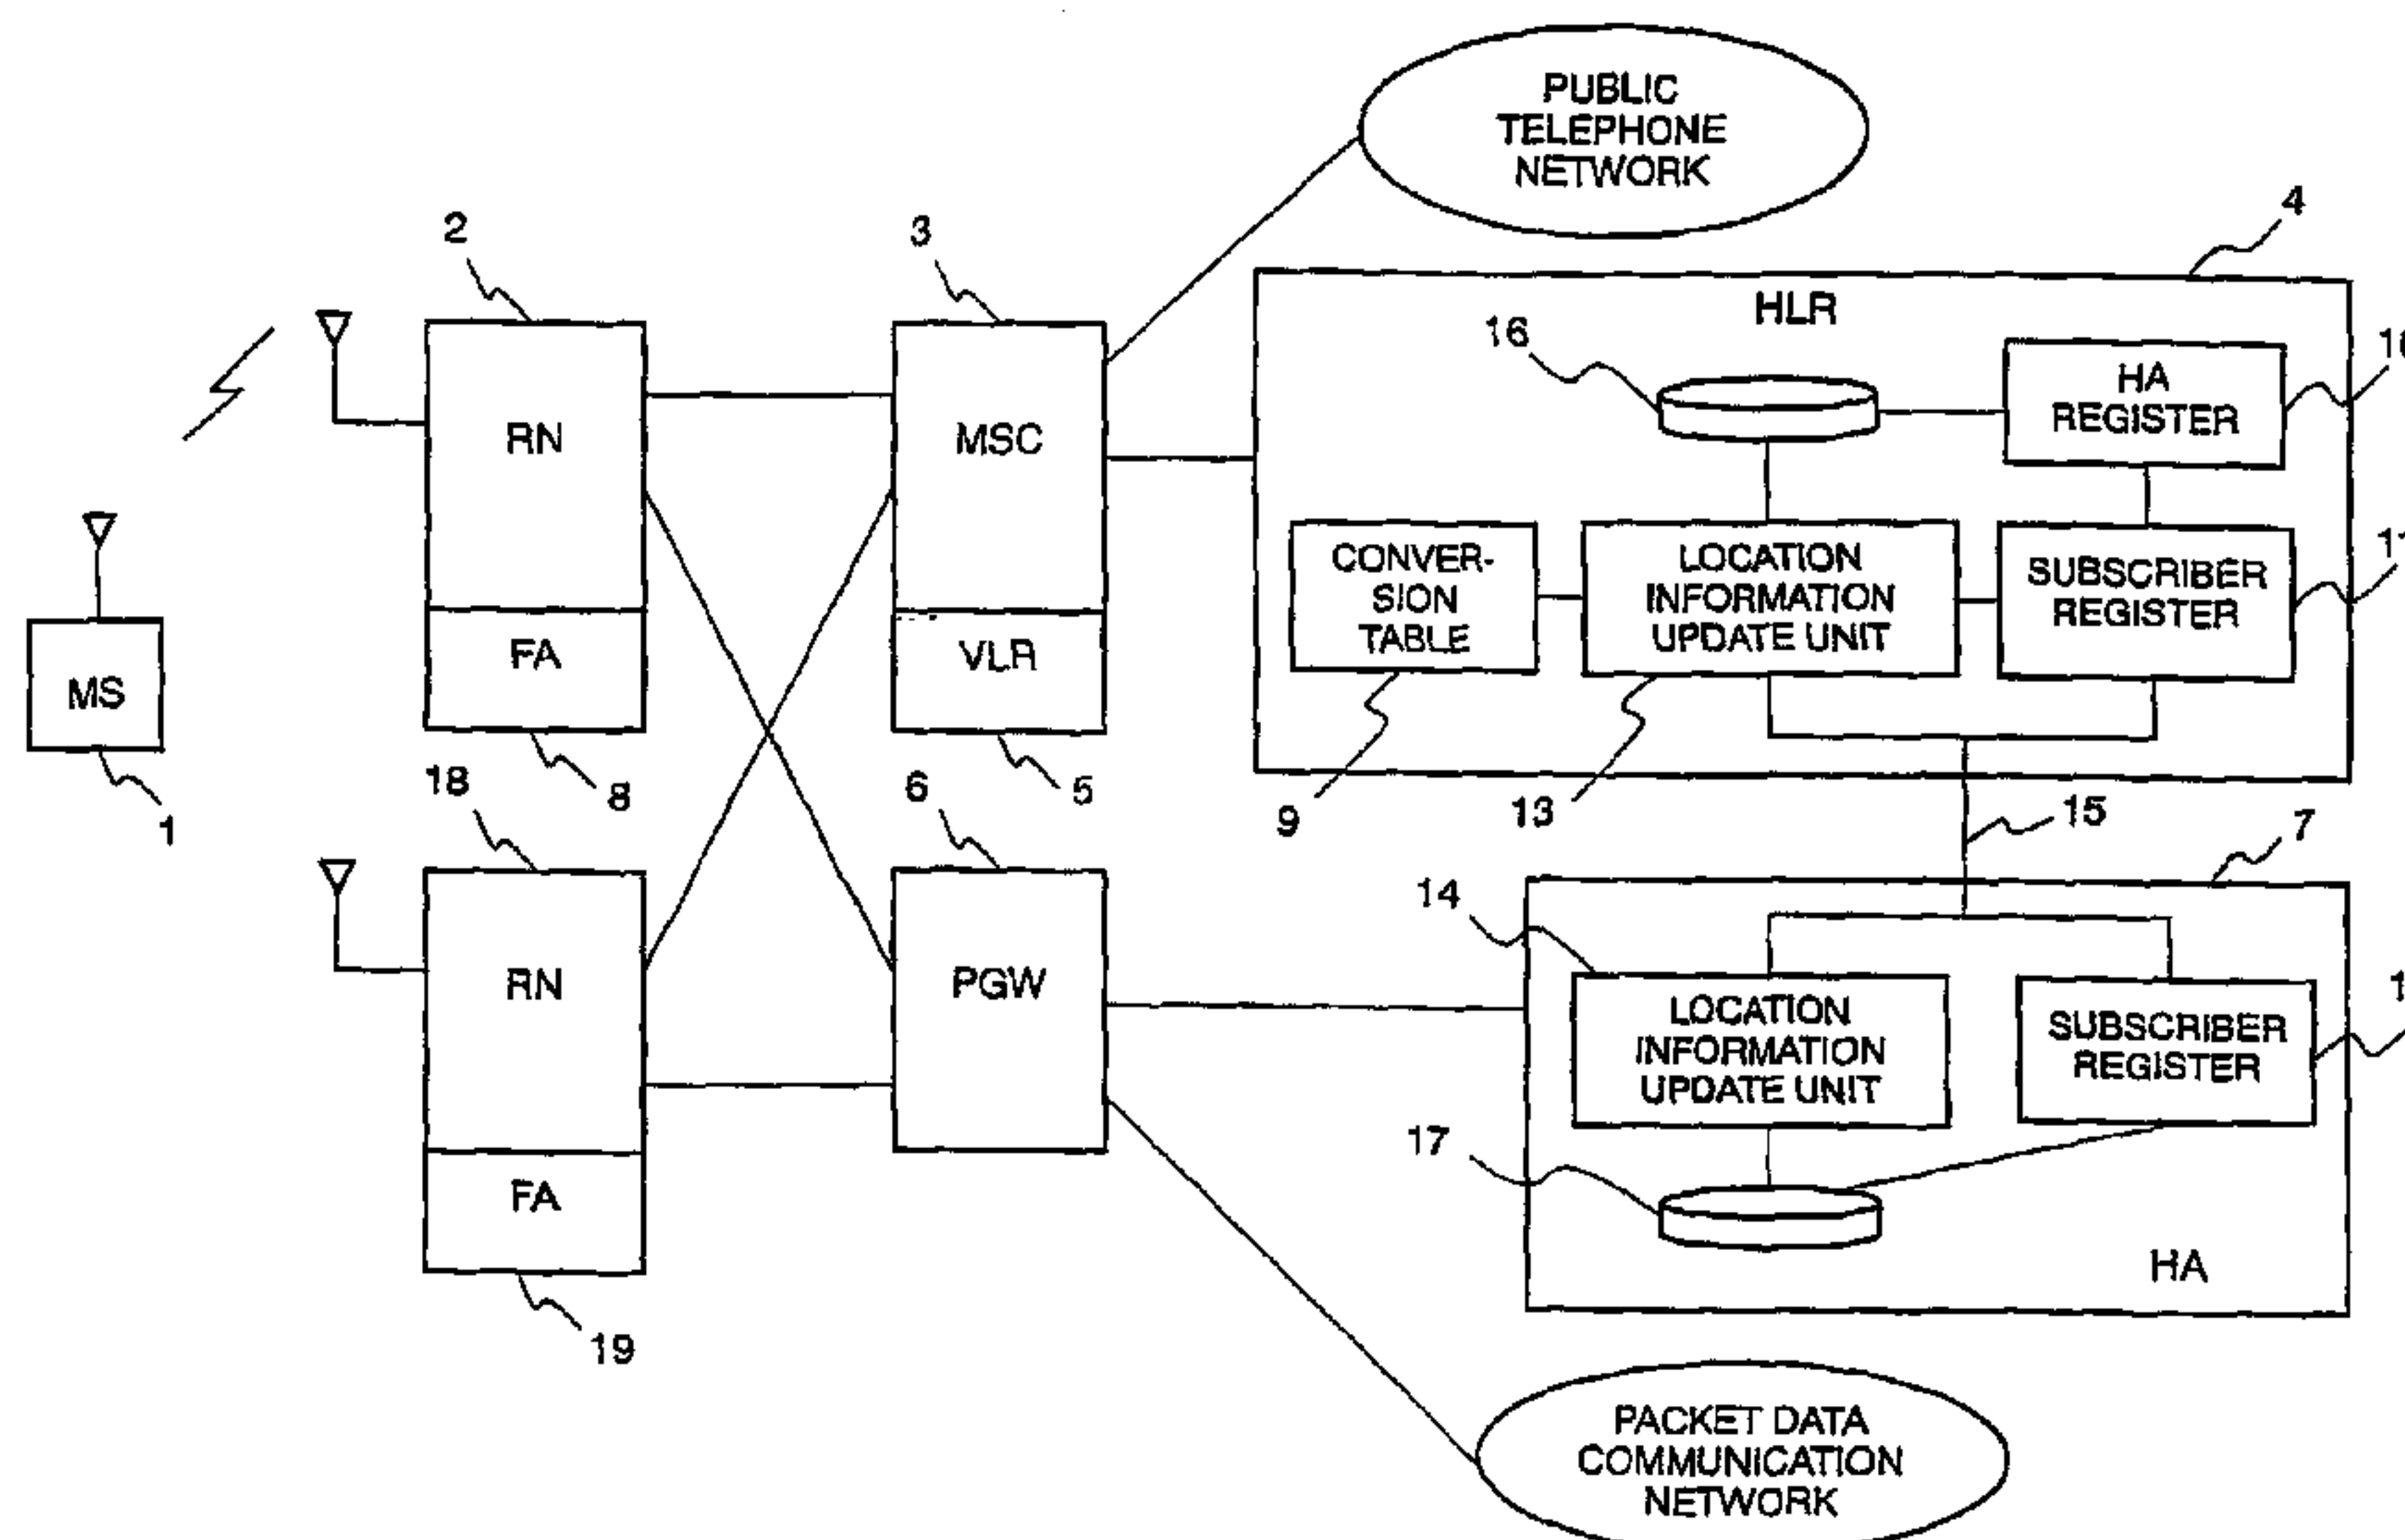 PUBLIC
TELEPHONE
NETWORK
2
3
4
HLR
16
HA
REGISTER
RN
MSC
CONVER-
SION
TABLE
LOCATION
INFORMATION
UPDATE UNIT
SUBSCRIBER
REGISTER
FA
VLR
MS
1
8
5
9
13
15
7
18
6
14
RN
PGW
LOCATION
INFORMATION
UPDATE UNIT
SUBSCRIBER
REGISTER
17
FA
HA
19
PACKET DATA
COMMUNICATION
NETWORK